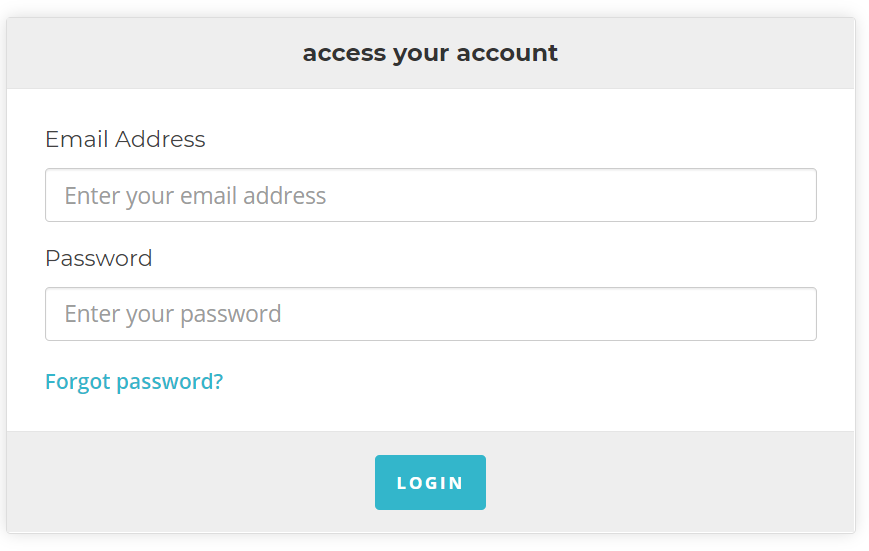 access your account
Email Address
Enter your email address
Password
Enter your password
Forgot password?
LOGIN